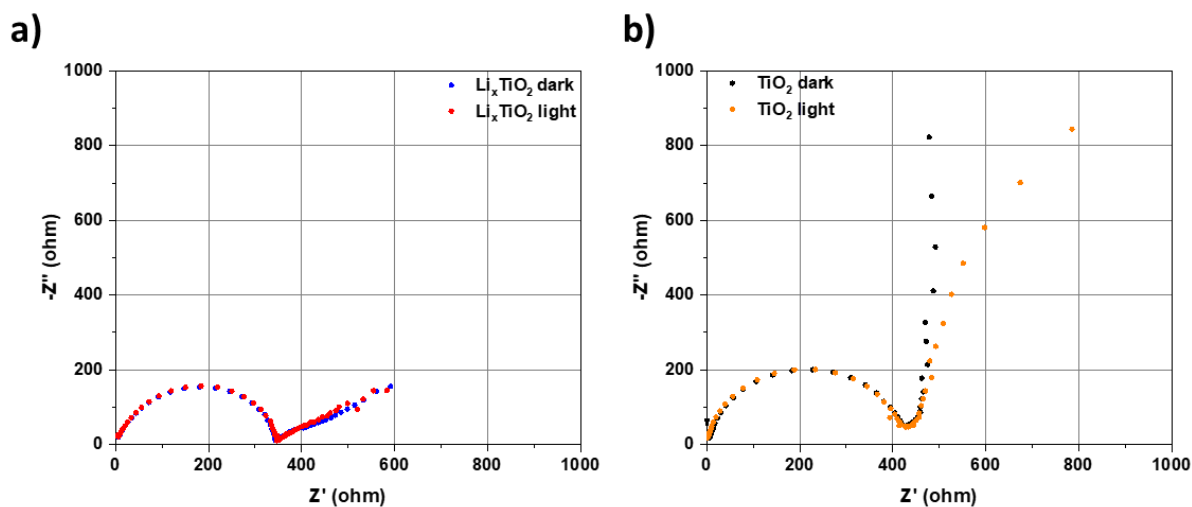 a)
1000
800
600
400
200
0
-Z'' (ohm)
LiₓTiO₂ dark
LiₓTiO₂ light
0 200 400 600 800 1000
Z' (ohm)
b)
1000
800
600
400
200
0
-Z'' (ohm)
TiO₂ dark
TiO₂ light
0 200 400 600 800 1000
Z' (ohm)